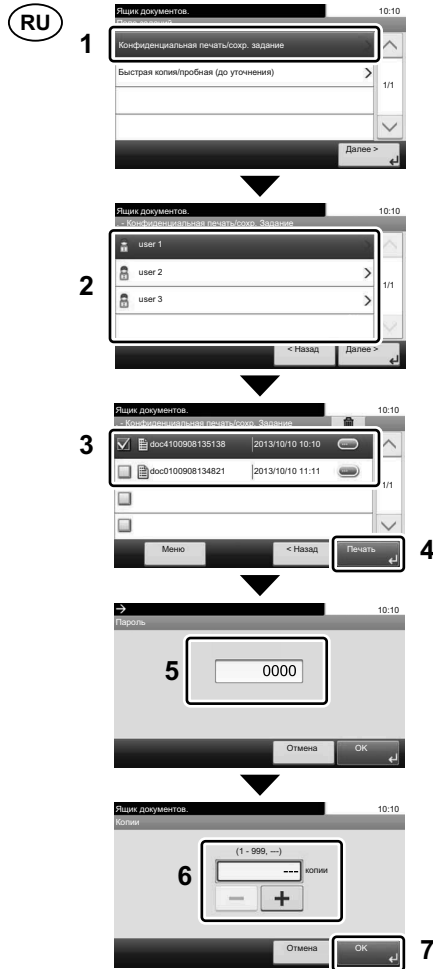 RU
Ящик документов. 10:10
1
Конфиденциальная печать/сохр. задание
Быстрая копия/пробная (до уточнения)
1/1
Далее >
Ящик документов. 10:10
. - Конфиденциальная печать/сохр. Задание
2
user 1
user 2
user 3
1/1
< Назад Далее >
Ящик документов. 10:10
. - Конфиденциальная печать/сохр. Задание
3
doc4100908135138 2013/10/10 10:10
doc0100908134821 2013/10/10 11:11
1/1
Меню < Назад Печать
4
10:10
Пароль
5
0000
Отмена OK
Ящик документов. 10:10
Копии
6
(1 - 999, ---)
--- копии
Отмена OK
7